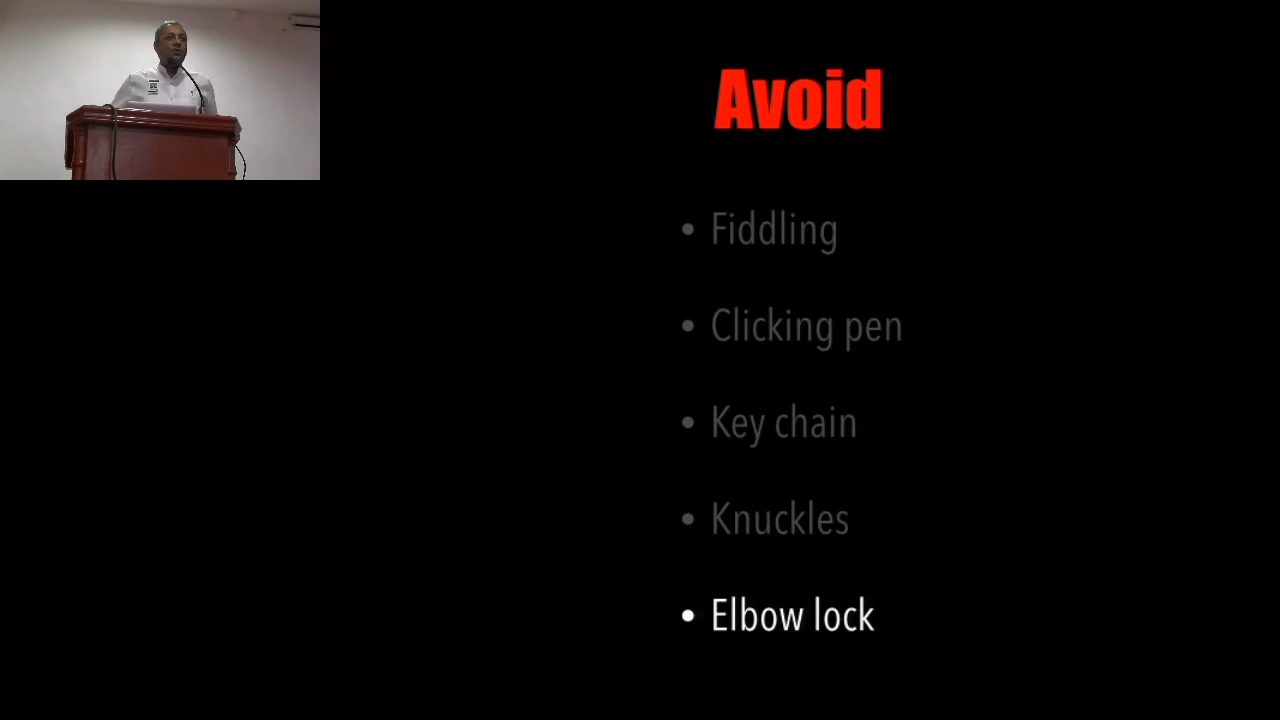 Avoid
• Fiddling
• Clicking pen
• Key chain
• Knuckles
• Elbow lock